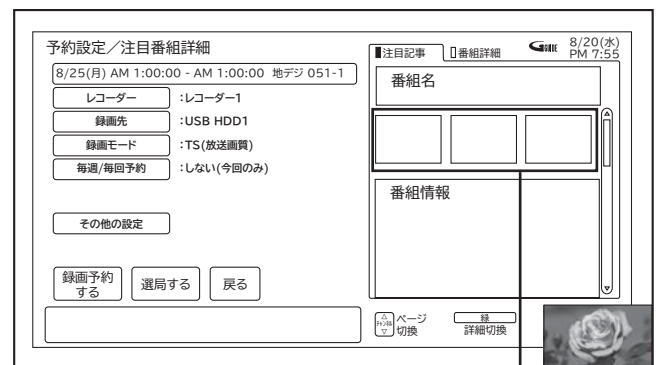 予約設定／注目番組詳細
8/25(月) AM 1:00:00 - AM 1:00:00 地デジ 051-1
レコーダー :レコーダー1
録画先 :USB HDD1
録画モード :TS(放送画質)
毎週/毎回予約 :しない(今回のみ)
その他の設定
録画予約
する
選局する
戻る
注目記事
番組詳細
G GUIDE
8/20(水)
PM 7:55
番組名
番組情報
チャンネル
ページ
切換
緑
詳細切換